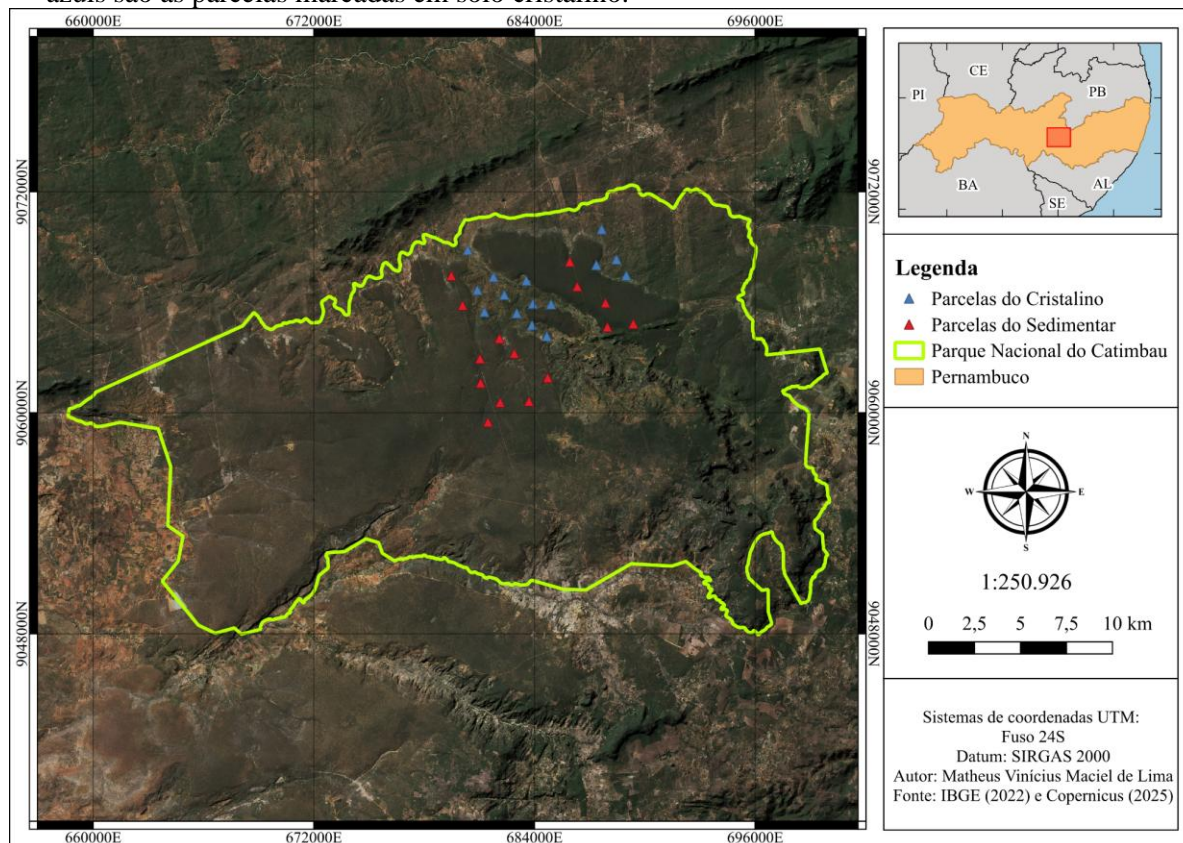 azuis são as parcelas marcadas em solo cristalino.
660000E 672000E 684000E 696000E
9072000N 9072000N
9060000N 9060000N
9048000N 9048000N
660000E 672000E 684000E 696000E
CE
PI
PB
BA
AL
SE
Legenda
Parcelas do Cristalino
Parcelas do Sedimentar
Parque Nacional do Catimbau
Pernambuco
N
W E
S
1:250.926
0 2,5 5 7,5 10 km
Sistemas de coordenadas UTM:
Fuso 24S
Datum: SIRGAS 2000
Autor: Matheus Vinícius Maciel de Lima
Fonte: IBGE (2022) e Copernicus (2025)